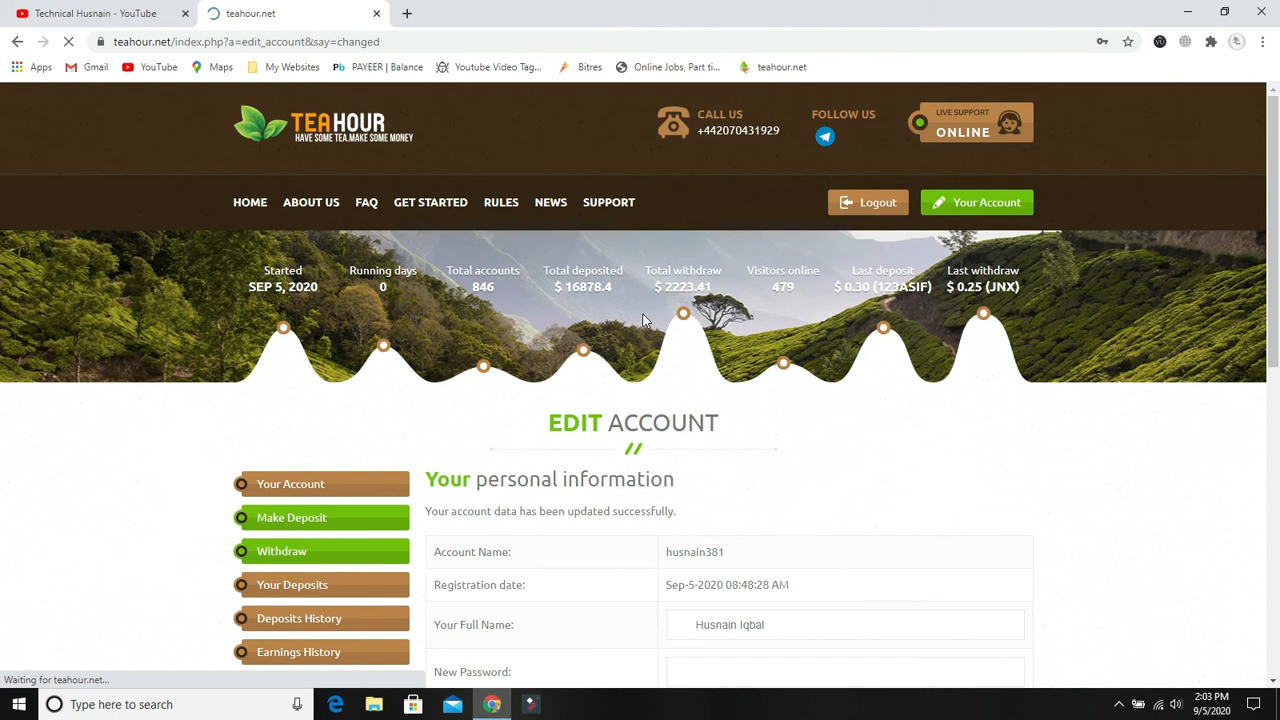 Technical Husnain - YouTube
teahour.net
teahour.net/index.php?a=edit_account&say=changed
Apps
Gmail
YouTube
Maps
My Websites
PAYEER | Balance
Youtube Video Tag...
Bitres
Online Jobs, Part ti...
teahour.net
TEAHOUR
HAVE SOME TEA.MAKE SOME MONEY
CALL US
+442070431929
FOLLOW US
LIVE SUPPORT
ONLINE
HOME
ABOUT US
FAQ
GET STARTED
RULES
NEWS
SUPPORT
Logout
Your Account
Started
SEP 5, 2020
Running days
0
Total accounts
846
Total deposited
$ 16878.4
Total withdraw
$ 2223.41
Visitors online
479
Last deposit
$ 0.30 (123ASIF)
Last withdraw
$ 0.25 (JNX)
EDIT ACCOUNT
Your Account
Make Deposit
Withdraw
Your Deposits
Deposits History
Earnings History
Your personal information
Your account data has been updated successfully.
Account Name: husnain381
Registration date: Sep-5-2020 08:48:28 AM
Your Full Name: Husnain Iqbal
New Password:
Waiting for teahour.net...
Type here to search
2:03 PM
9/5/2020